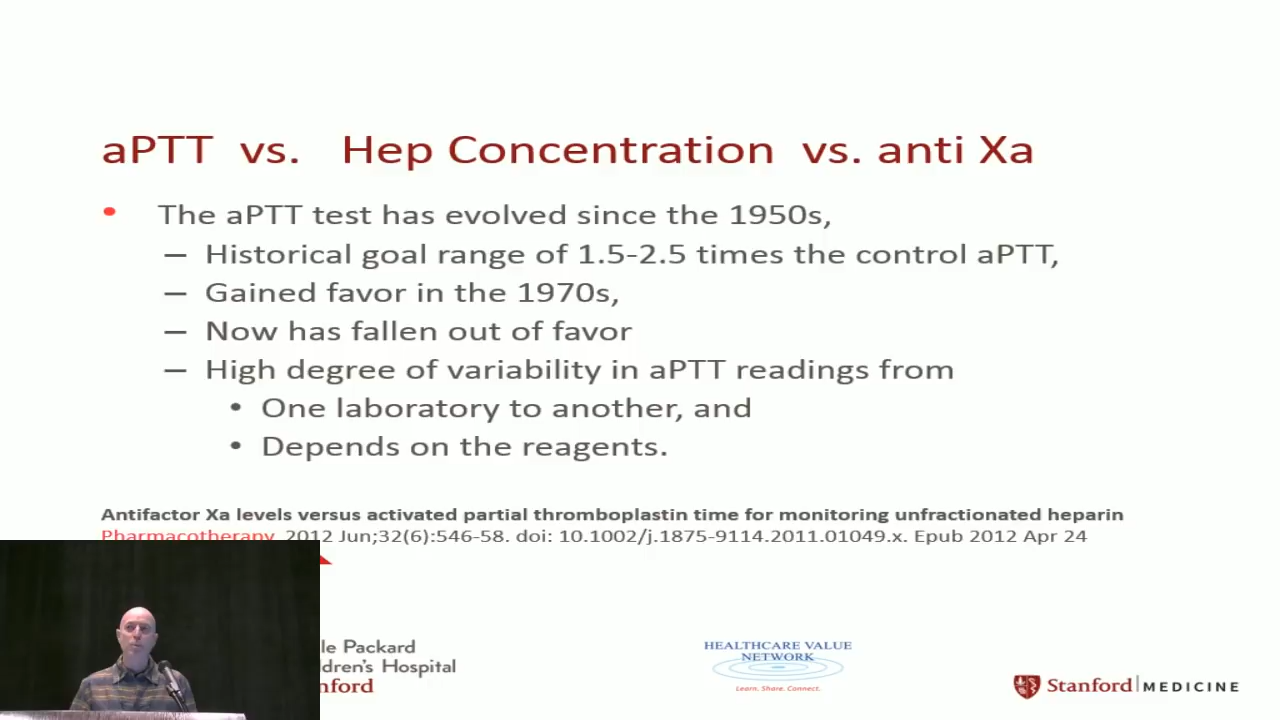 aPTT vs. Hep Concentration vs. anti Xa
• The aPTT test has evolved since the 1950s,
– Historical goal range of 1.5-2.5 times the control aPTT,
– Gained favor in the 1970s,
– Now has fallen out of favor
– High degree of variability in aPTT readings from
• One laboratory to another, and
• Depends on the reagents.
Antifactor Xa levels versus activated partial thromboplastin time for monitoring unfractionated heparin
Pharmacotherapy. 2012 Jun;32(6):546-58. doi: 10.1002/j.1875-9114.2011.01049.x. Epub 2012 Apr 24
le Packard
dren's Hospital
nford
HEALTHCARE VALUE
NETWORK
Learn. Share. Connect.
Stanford MEDICINE